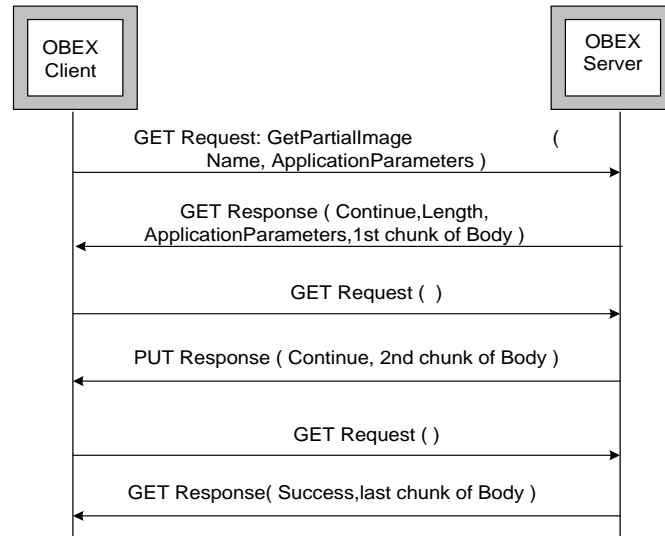 OBEX
Client
OBEX
Server
GET Request: GetPartialImage (
Name, ApplicationParameters )
GET Response ( Continue,Length,
ApplicationParameters,1st chunk of Body )
GET Request ( )
PUT Response ( Continue, 2nd chunk of Body )
GET Request ( )
GET Response( Success,last chunk of Body )